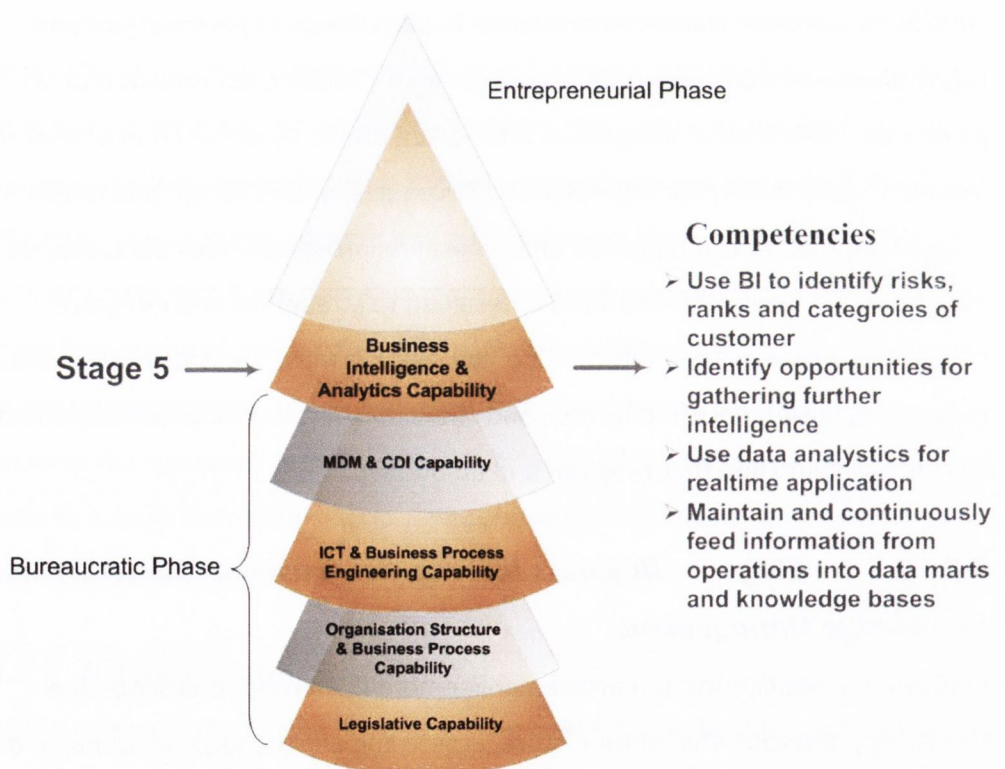 Entrepreneurial Phase
Competencies
➢ Use BI to identify risks,
ranks and categroies of
customer
➢ Identify opportunities for
gathering further
intelligence
➢ Use data analystics for
realtime application
➢ Maintain and continuously
feed information from
operations into data marts
and knowledge bases
Stage 5
Business
Intelligence &
Analytics Capability
MDM & CDI Capability
ICT & Business Process
Engineering Capability
Organisation Structure
& Business Process
Capability
Legislative Capability
Bureaucratic Phase